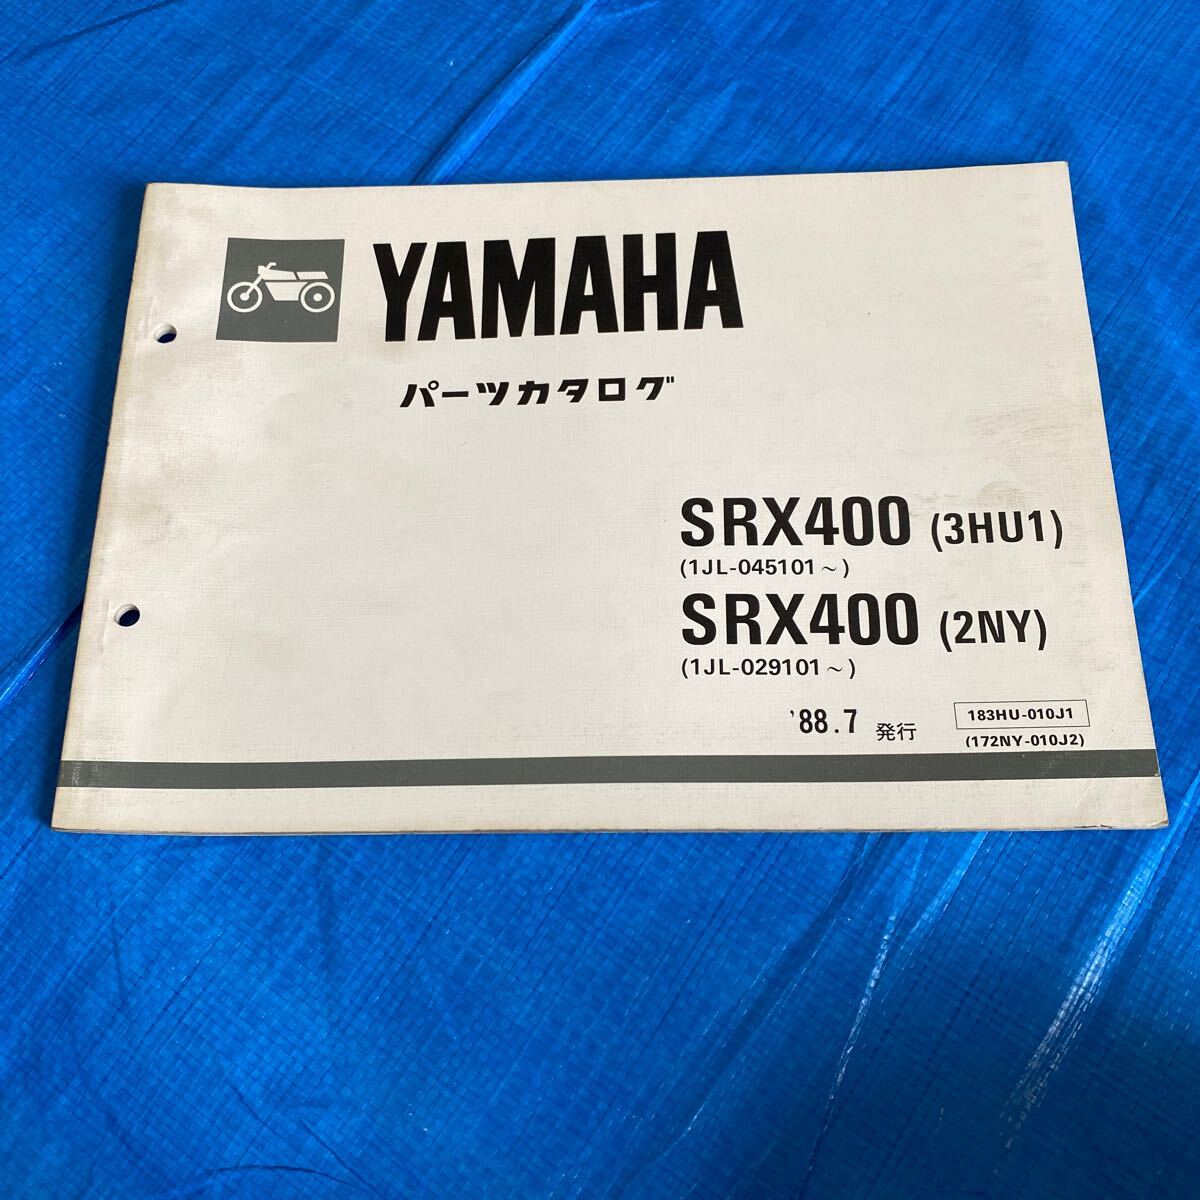 YAMAHA
パーツカタログ
SRX400 (3HU1)
(1JL-045101～)
SRX400 (2NY)
(1JL-029101～)
'88.7 発行
183HU-010J1
(172NY-010J2)